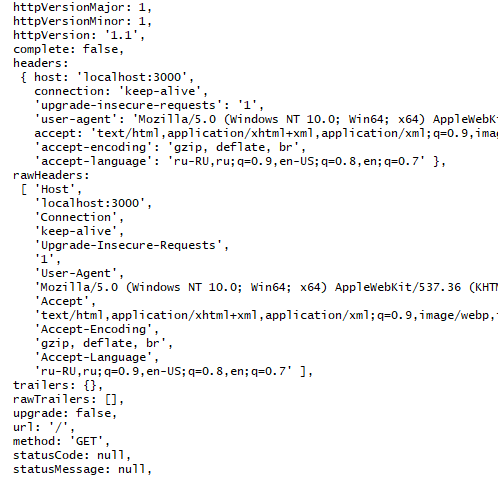 httpVersionMajor: 1,
httpVersionMinor: 1,
httpVersion: '1.1',
complete: false,
headers:
{ host: 'localhost:3000',
connection: 'keep-alive',
'upgrade-insecure-requests': '1',
'user-agent': 'Mozilla/5.0 (Windows NT 10.0; Win64; x64) AppleWebKi
accept: 'text/html,application/xhtml+xml,application/xml;q=0.9,imag
'accept-encoding': 'gzip, deflate, br',
'accept-language': 'ru-RU,ru;q=0.9,en-US;q=0.8,en;q=0.7' },
rawHeaders:
[ 'Host',
'localhost:3000',
'Connection',
'keep-alive',
'Upgrade-Insecure-Requests',
'1',
'User-Agent',
'Mozilla/5.0 (Windows NT 10.0; Win64; x64) AppleWebKit/537.36 (KHTM
'Accept',
'text/html,application/xhtml+xml,application/xml;q=0.9,image/webp,
'Accept-Encoding',
'gzip, deflate, br',
'Accept-Language',
'ru-RU,ru;q=0.9,en-US;q=0.8,en;q=0.7' ],
trailers: {},
rawTrailers: [],
upgrade: false,
url: '/',
method: 'GET',
statusCode: null,
statusMessage: null,